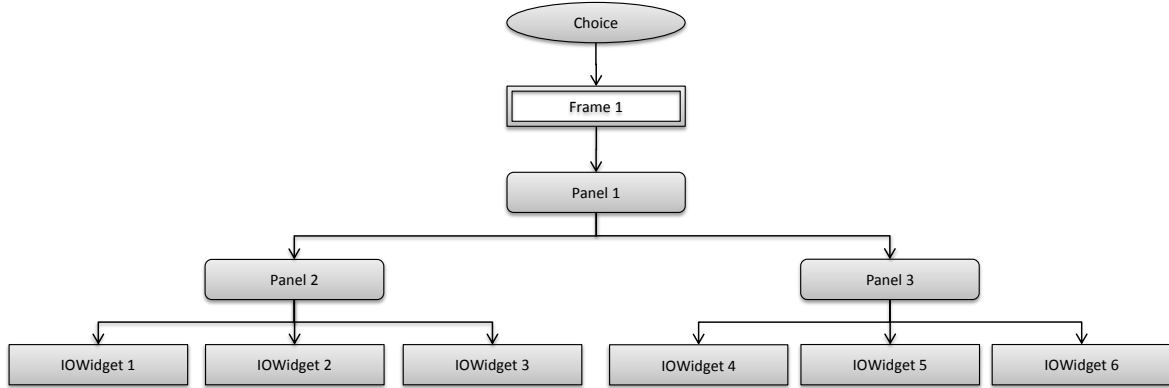 Choice
Frame 1
Panel 1
Panel 2
Panel 3
IOWidget 1
IOWidget 2
IOWidget 3
IOWidget 4
IOWidget 5
IOWidget 6